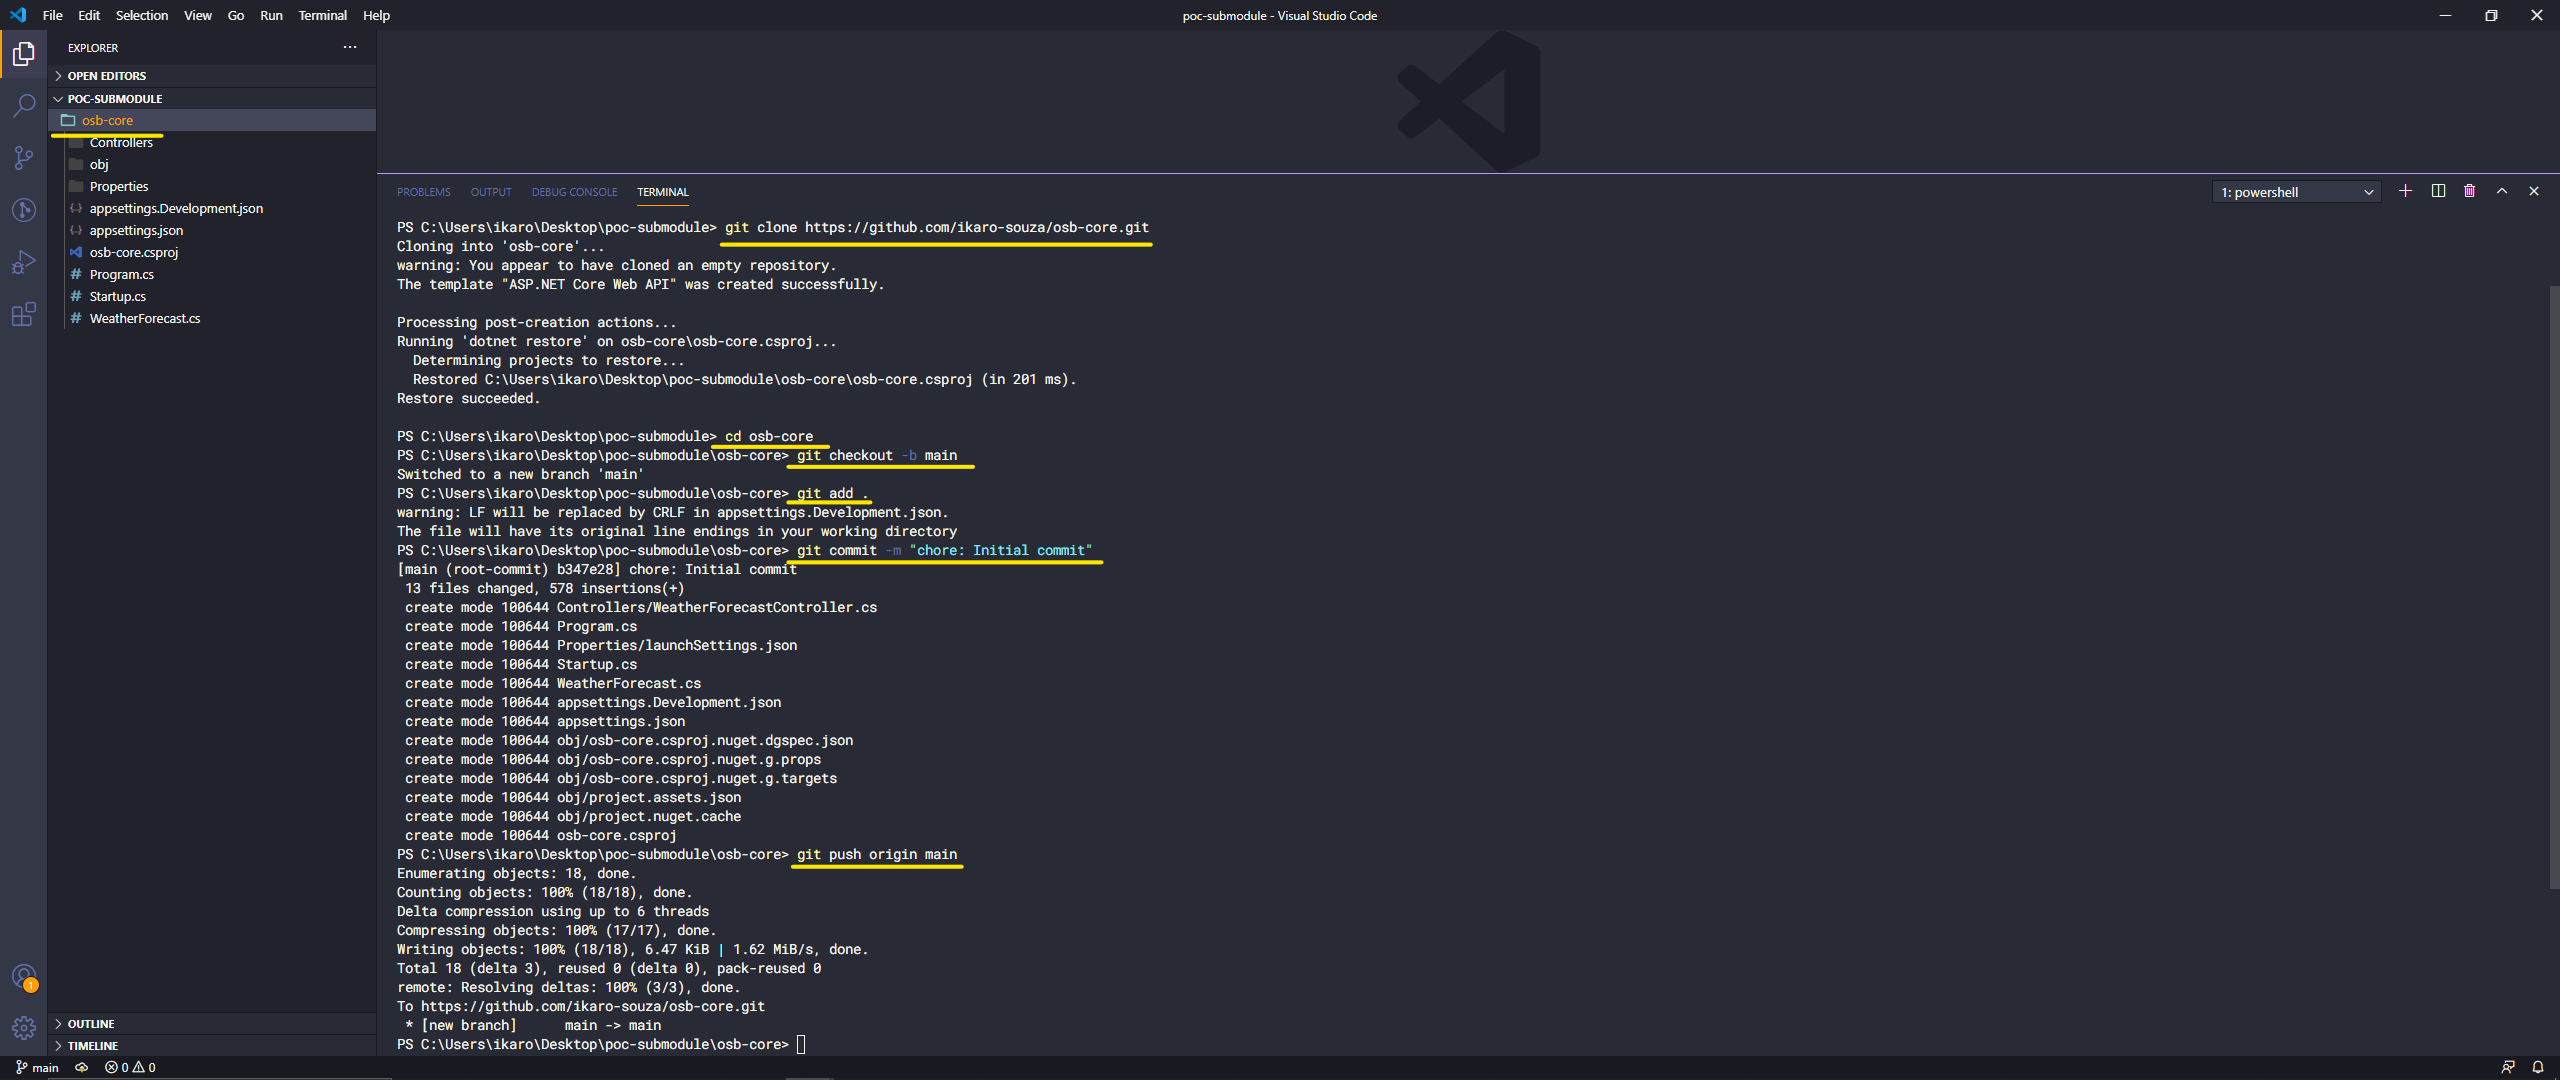 File Edit Selection View Go Run Terminal Help
poc-submodule - Visual Studio Code
EXPLORER
OPEN EDITORS
POC-SUBMODULE
osb-core
Controllers
obj
Properties
appsettings.Development.json
appsettings.json
osb-core.csproj
Program.cs
Startup.cs
WeatherForecast.cs
OUTLINE
TIMELINE
PROBLEMS OUTPUT DEBUG CONSOLE TERMINAL
1: powershell
PS C:\Users\ikaro\Desktop\poc-submodule> git clone https://github.com/ikaro-souza/osb-core.git
Cloning into 'osb-core'...
warning: You appear to have cloned an empty repository.
The template "ASP.NET Core Web API" was created successfully.
Processing post-creation actions...
Running 'dotnet restore' on osb-core\osb-core.csproj...
Determining projects to restore...
Restored C:\Users\ikaro\Desktop\poc-submodule\osb-core\osb-core.csproj (in 201 ms).
Restore succeeded.
PS C:\Users\ikaro\Desktop\poc-submodule> cd osb-core
PS C:\Users\ikaro\Desktop\poc-submodule\osb-core> git checkout -b main
Switched to a new branch 'main'
PS C:\Users\ikaro\Desktop\poc-submodule\osb-core> git add .
warning: LF will be replaced by CRLF in appsettings.Development.json.
The file will have its original line endings in your working directory
PS C:\Users\ikaro\Desktop\poc-submodule\osb-core> git commit -m "chore: Initial commit"
[main (root-commit) b347e28] chore: Initial commit
13 files changed, 578 insertions(+)
create mode 100644 Controllers/WeatherForecastController.cs
create mode 100644 Program.cs
create mode 100644 Properties/launchSettings.json
create mode 100644 Startup.cs
create mode 100644 WeatherForecast.cs
create mode 100644 appsettings.Development.json
create mode 100644 appsettings.json
create mode 100644 obj/osb-core.csproj.nuget.dgspec.json
create mode 100644 obj/osb-core.csproj.nuget.g.props
create mode 100644 obj/osb-core.csproj.nuget.g.targets
create mode 100644 obj/project.assets.json
create mode 100644 obj/project.nuget.cache
create mode 100644 osb-core.csproj
PS C:\Users\ikaro\Desktop\poc-submodule\osb-core> git push origin main
Enumerating objects: 18, done.
Counting objects: 100% (18/18), done.
Delta compression using up to 6 threads
Compressing objects: 100% (17/17), done.
Writing objects: 100% (18/18), 6.47 KiB | 1.62 MiB/s, done.
Total 18 (delta 3), reused 0 (delta 0), pack-reused 0
remote: Resolving deltas: 100% (3/3), done.
To https://github.com/ikaro-souza/osb-core.git
* [new branch] main -> main
PS C:\Users\ikaro\Desktop\poc-submodule\osb-core>
1
main 0 0